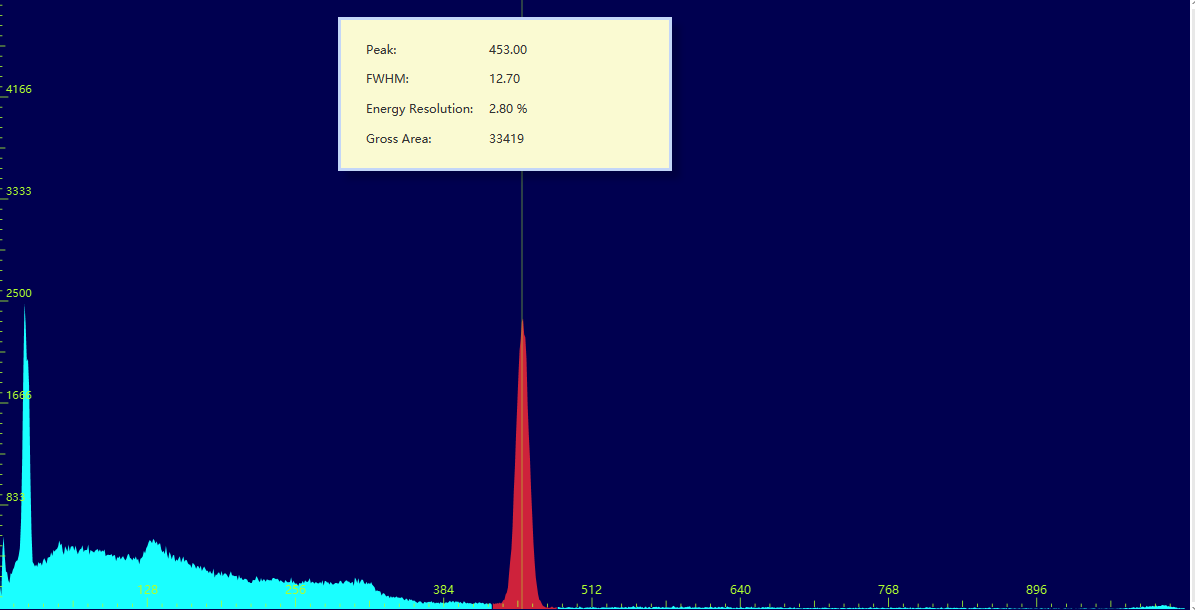 Peak: 453.00
FWHM: 12.70
Energy Resolution: 2.80 %
Gross Area: 33419
4166
3333
2500
1666
833
128 256 384 512 640 768 896